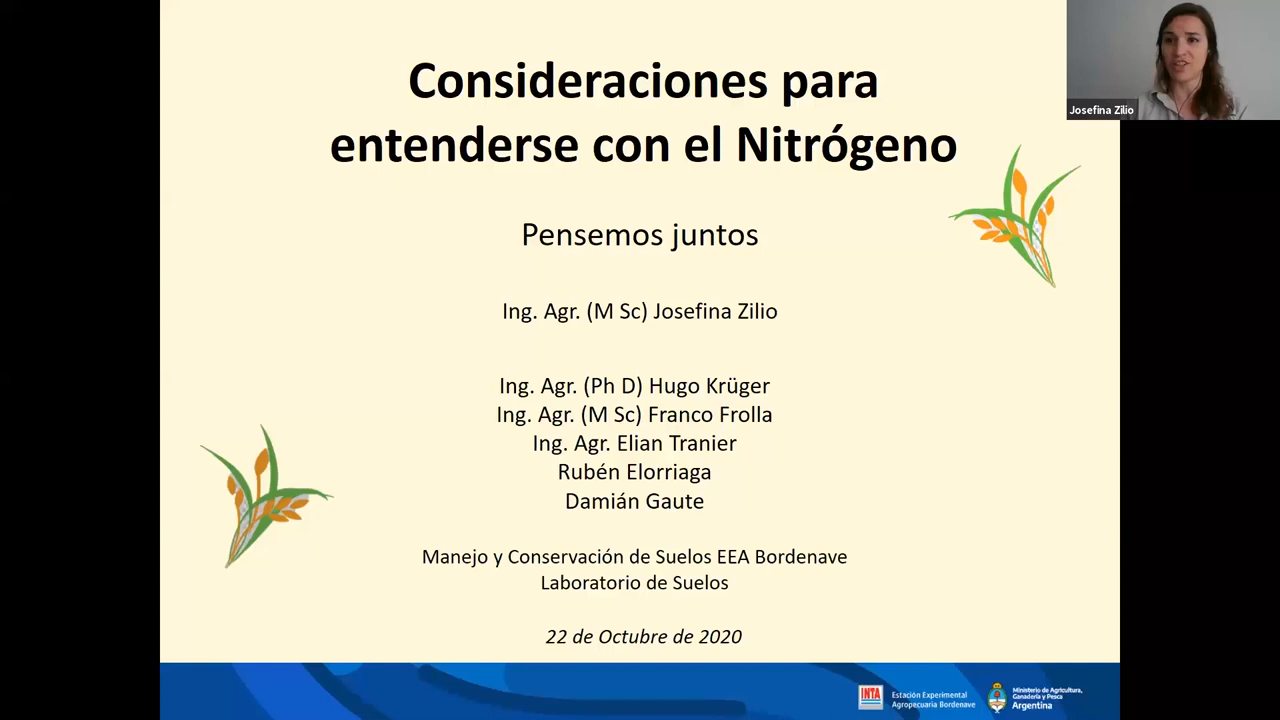 Consideraciones para
entenderse con el Nitrógeno
Pensemos juntos
Ing. Agr. (M Sc) Josefina Zilio
Ing. Agr. (Ph D) Hugo Krüger
Ing. Agr. (M Sc) Franco Frolla
Ing. Agr. Elian Tranier
Rubén Elorriaga
Damián Gaute
Manejo y Conservación de Suelos EEA Bordenave
Laboratorio de Suelos
22 de Octubre de 2020
Josefina Zilio
INTA
Estación Experimental
Agropecuaria Bordenave
Ministerio de Agricultura,
Ganadería y Pesca
Argentina